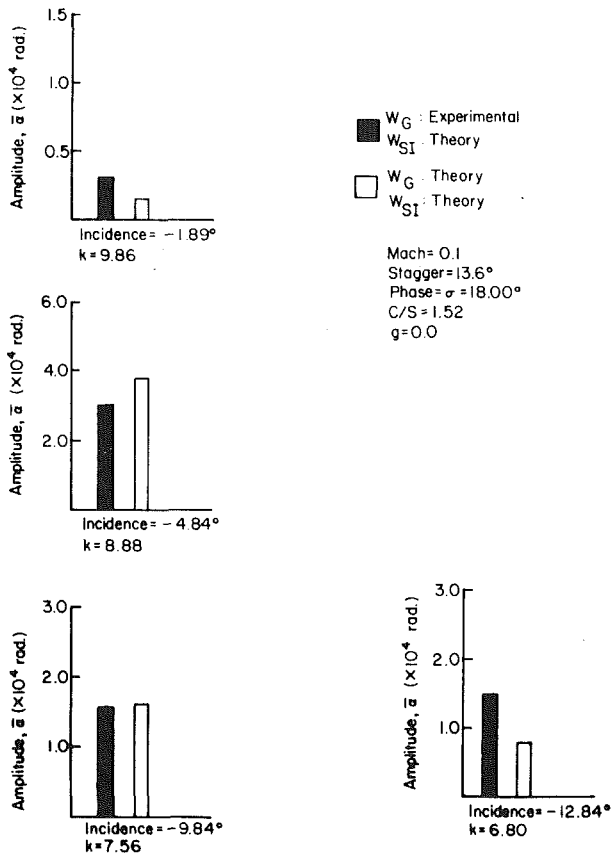 Amplitude, ᾱ (×10⁴ rad.)
1.5
1.0
0.5
Incidence= −1.89°
k=9.86
W_G : Experimental
W_SI : Theory
W_G : Theory
W_SI : Theory
Mach= 0.1
Stagger=13.6°
Phase= σ =18.00°
C/S=1.52
g=0.0
Amplitude, ᾱ (×10⁴ rad.)
6.0
4.0
2.0
Incidence= −4.84°
k=8.88
Amplitude, ᾱ (×10⁴ rad.)
3.0
2.0
1.0
Incidence= −9.84°
k=7.56
Amplitude, ᾱ (×10⁴ rad.)
3.0
2.0
1.0
Incidence= −12.84°
k=6.80